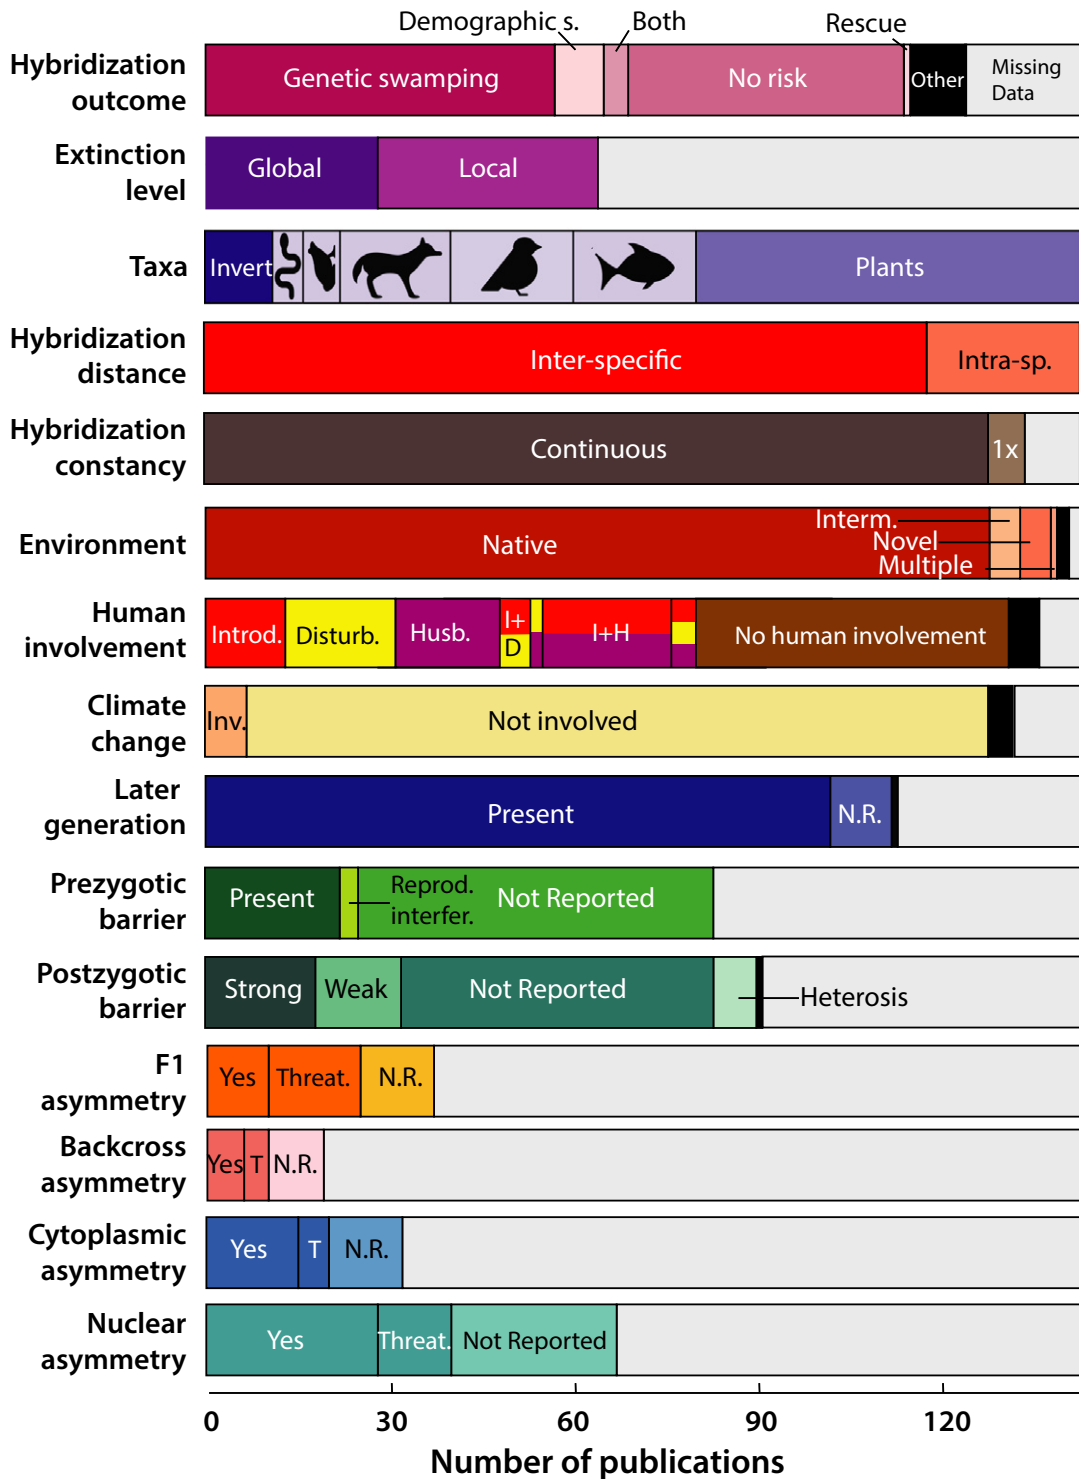 Demographic s.
Both
Rescue
Hybridization
outcome
Genetic swamping
No risk
Other
Missing
Data
Extinction
level
Global
Local
Taxa
Invert
Plants
Hybridization
distance
Inter-specific
Intra-sp.
Hybridization
constancy
Continuous
1x
Environment
Native
Interm.
Novel
Multiple
Human
involvement
Introd.
Disturb.
Husb.
I+
D
I+H
No human involvement
Climate
change
Inv.
Not involved
Later
generation
Present
N.R.
Prezygotic
barrier
Present
Reprod.
interfer.
Not Reported
Postzygotic
barrier
Strong
Weak
Not Reported
Heterosis
F1
asymmetry
Yes
Threat.
N.R.
Backcross
asymmetry
Yes
T
N.R.
Cytoplasmic
asymmetry
Yes
T
N.R.
Nuclear
asymmetry
Yes
Threat.
Not Reported
0
30
60
90
120
Number of publications